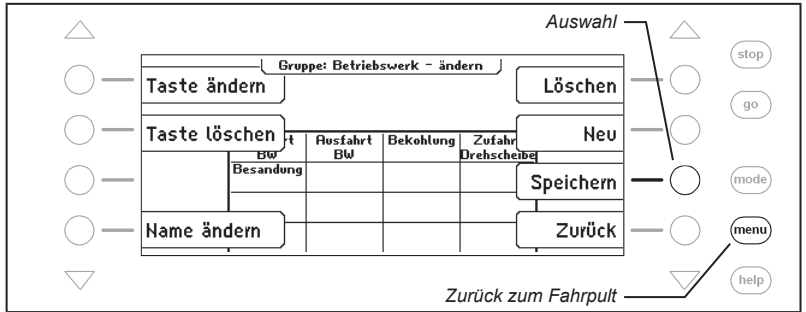 Auswahl
stop
Gruppe: Betriebswerk - ändern
Taste ändern
Löschen
go
Taste löschen
Neu
Ausfahrt
BW
Bekohlung
Drehscheibe
BW
Besandung
Speichern
mode
Name ändern
Zurück
menu
help
Zurück zum Fahrpult